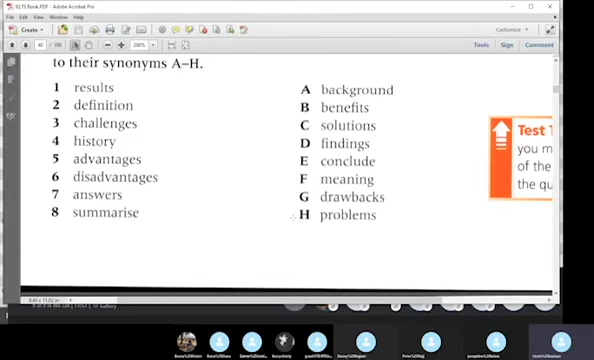 IELTS Book.PDF - Adobe Acrobat Pro
File Edit View Window Help
Create
Customize
200%
Tools Sign Comment
to their synonyms A–H.
1 results
2 definition
3 challenges
4 history
5 advantages
6 disadvantages
7 answers
8 summarise
A background
B benefits
C solutions
D findings
E conclude
F meaning
G drawbacks
H problems
Test T
you m
of the
the qu